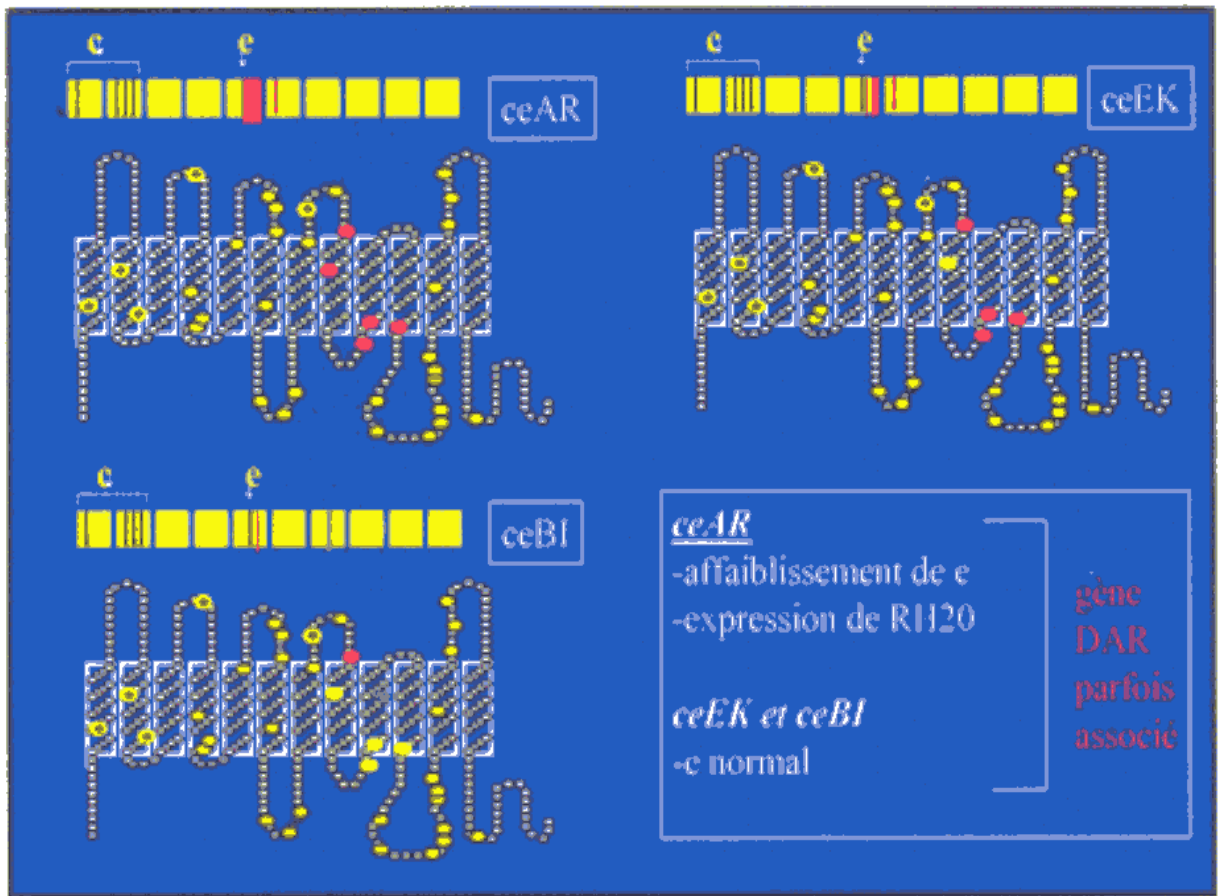 c e
ceAR
c e
ceEK
c e
ceBI
ceAR
-affaiblissement de e
-expression de RH20
ceEK et ceBI
-c normal
gène
DAR
parfois
associé